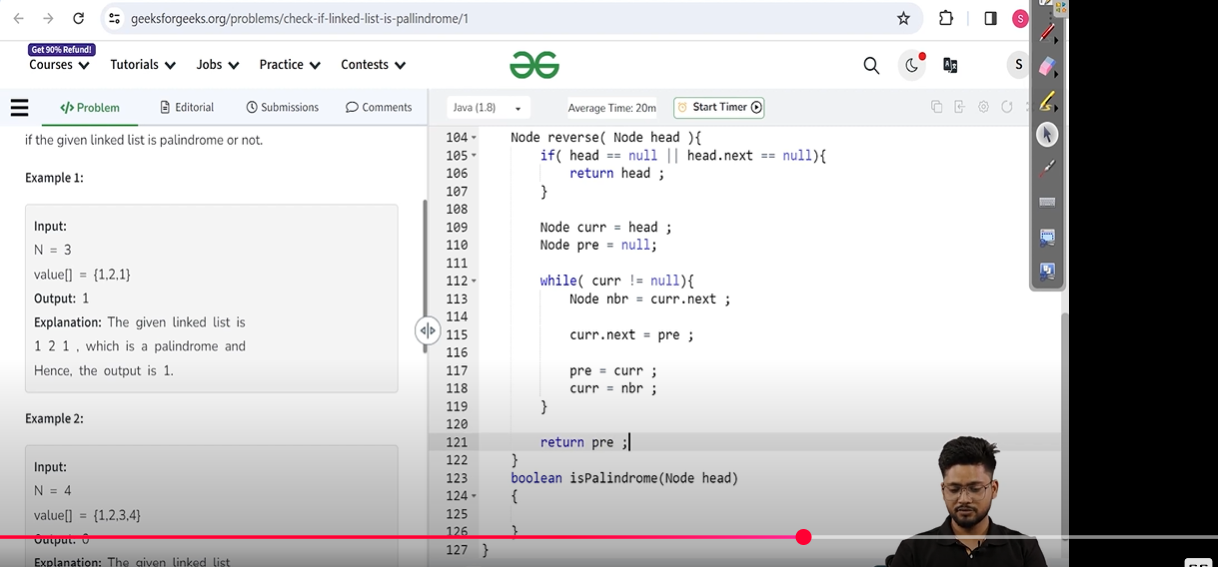 geeksforgeeks.org/problems/check-if-linked-list-is-pallindrome/1
S
Get 90% Refund!
Courses Tutorials Jobs Practice Contests
S
</> Problem Editorial Submissions Comments
Java (1.8) Average Time: 20m Start Timer
if the given linked list is palindrome or not.
Example 1:
Input:
N = 3
value[] = {1,2,1}
Output: 1
Explanation: The given linked list is
1 2 1 , which is a palindrome and
Hence, the output is 1.
Example 2:
Input:
N = 4
value[] = {1,2,3,4}
Output: 0
Explanation: The given linked list
104 Node reverse( Node head ){
105 if( head == null || head.next == null){
106 return head ;
107 }
108
109 Node curr = head ;
110 Node pre = null;
111
112 while( curr != null){
113 Node nbr = curr.next ;
114
115 curr.next = pre ;
116
117 pre = curr ;
118 curr = nbr ;
119 }
120
121 return pre ;
122 }
123 boolean isPalindrome(Node head)
124 {
125
126 }
127 }